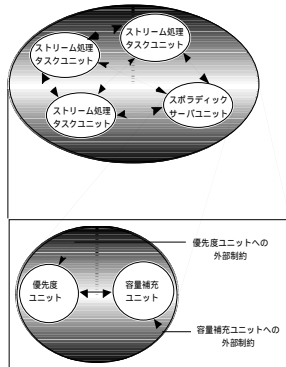 ストリーム処理
タスクユニット
ストリーム処理
タスクユニット
ストリーム処理
タスクユニット
スポラディック
サーバユニット
優先度ユニットへの
外部制約
優先度
ユニット
容量補充
ユニット
容量補充ユニットへの
外部制約